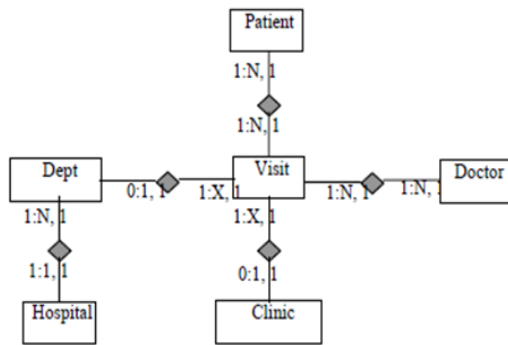 Patient
1:N, 1
1:N, 1
Dept
Visit
Doctor
0:1, 1
1:X, 1
1:N, 1
1:N, 1
1:N, 1
1:X, 1
1:1, 1
0:1, 1
Hospital
Clinic